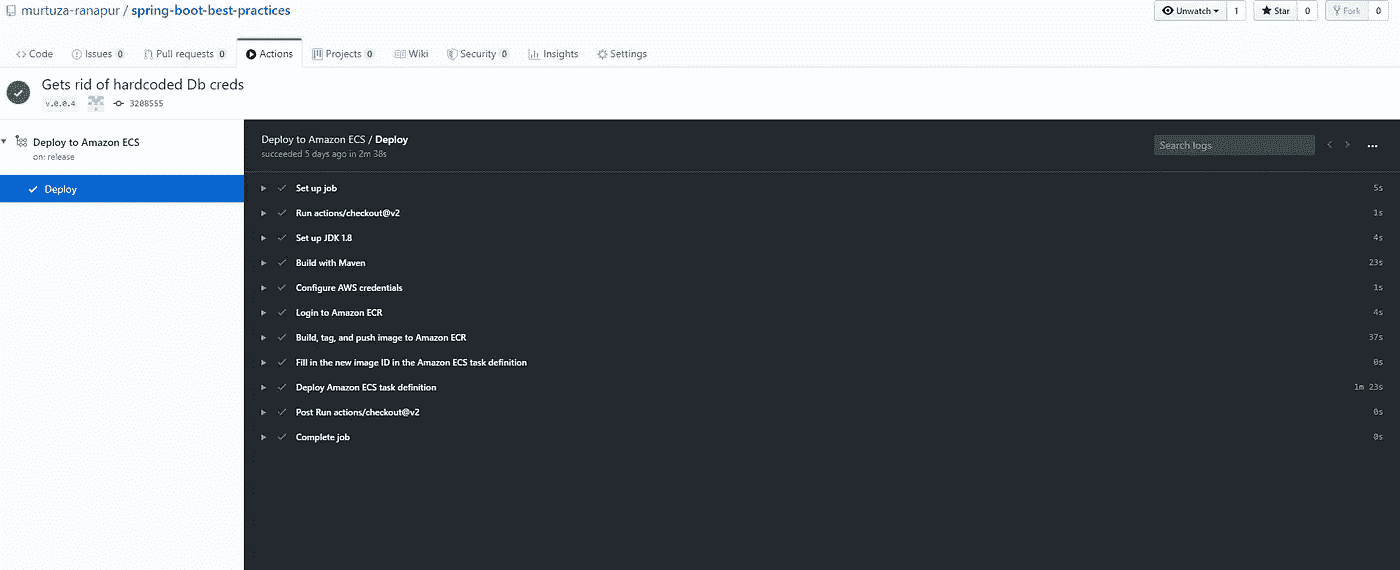 murtuza-ranapur / spring-boot-best-practices
Unwatch 1 Star 0 Fork 0
Code Issues 0 Pull requests 0 Actions Projects 0 Wiki Security 0 Insights Settings
Gets rid of hardcoded Db creds
v.0.0.4 3208555
Deploy to Amazon ECS
on: release
Deploy
Deploy to Amazon ECS / Deploy
succeeded 5 days ago in 2m 38s
Search logs
Set up job 5s
Run actions/checkout@v2 1s
Set up JDK 1.8 4s
Build with Maven 23s
Configure AWS credentials 1s
Login to Amazon ECR 4s
Build, tag, and push image to Amazon ECR 37s
Fill in the new image ID in the Amazon ECS task definition 0s
Deploy Amazon ECS task definition 1m 23s
Post Run actions/checkout@v2 0s
Complete job 0s